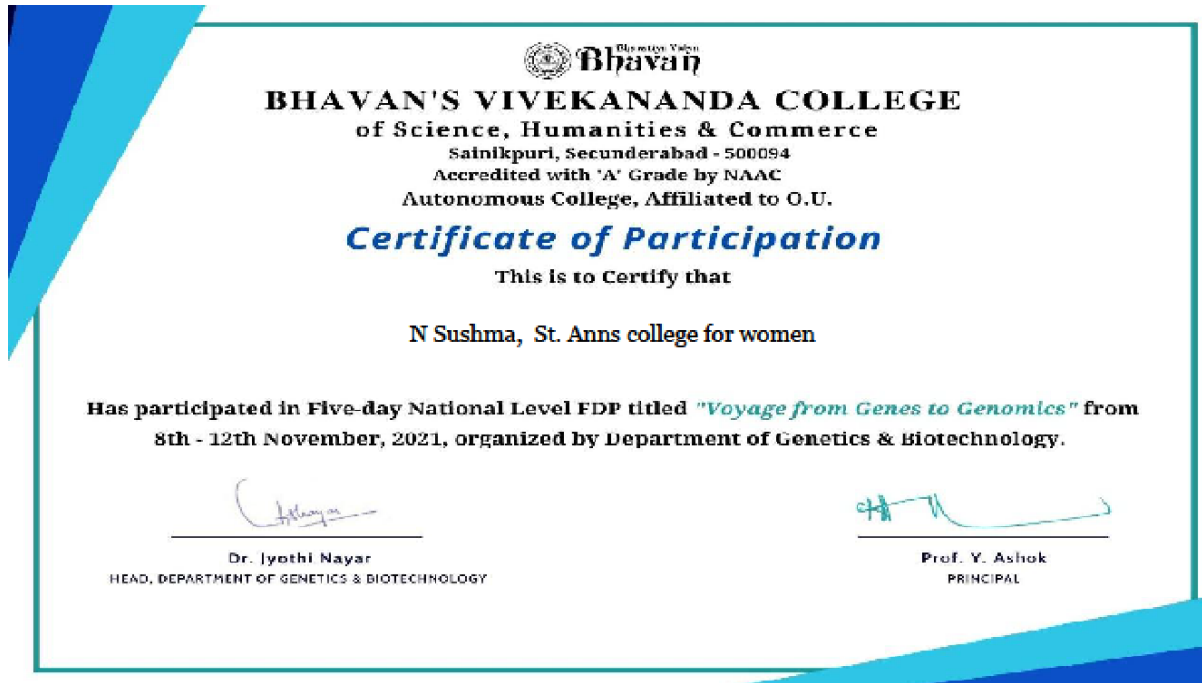 Bharatiya Vidya
Bhavan
BHAVAN'S VIVEKANANDA COLLEGE
of Science, Humanities & Commerce
Sainikpuri, Secunderabad - 500094
Accredited with 'A' Grade by NAAC
Autonomous College, Affiliated to O.U.
Certificate of Participation
This is to Certify that
N Sushma, St. Anns college for women
Has participated in Five-day National Level FDP titled "Voyage from Genes to Genomics" from
8th - 12th November, 2021, organized by Department of Genetics & Biotechnology.
Dr. Jyothi Nayar
HEAD, DEPARTMENT OF GENETICS & BIOTECHNOLOGY
Prof. Y. Ashok
PRINCIPAL